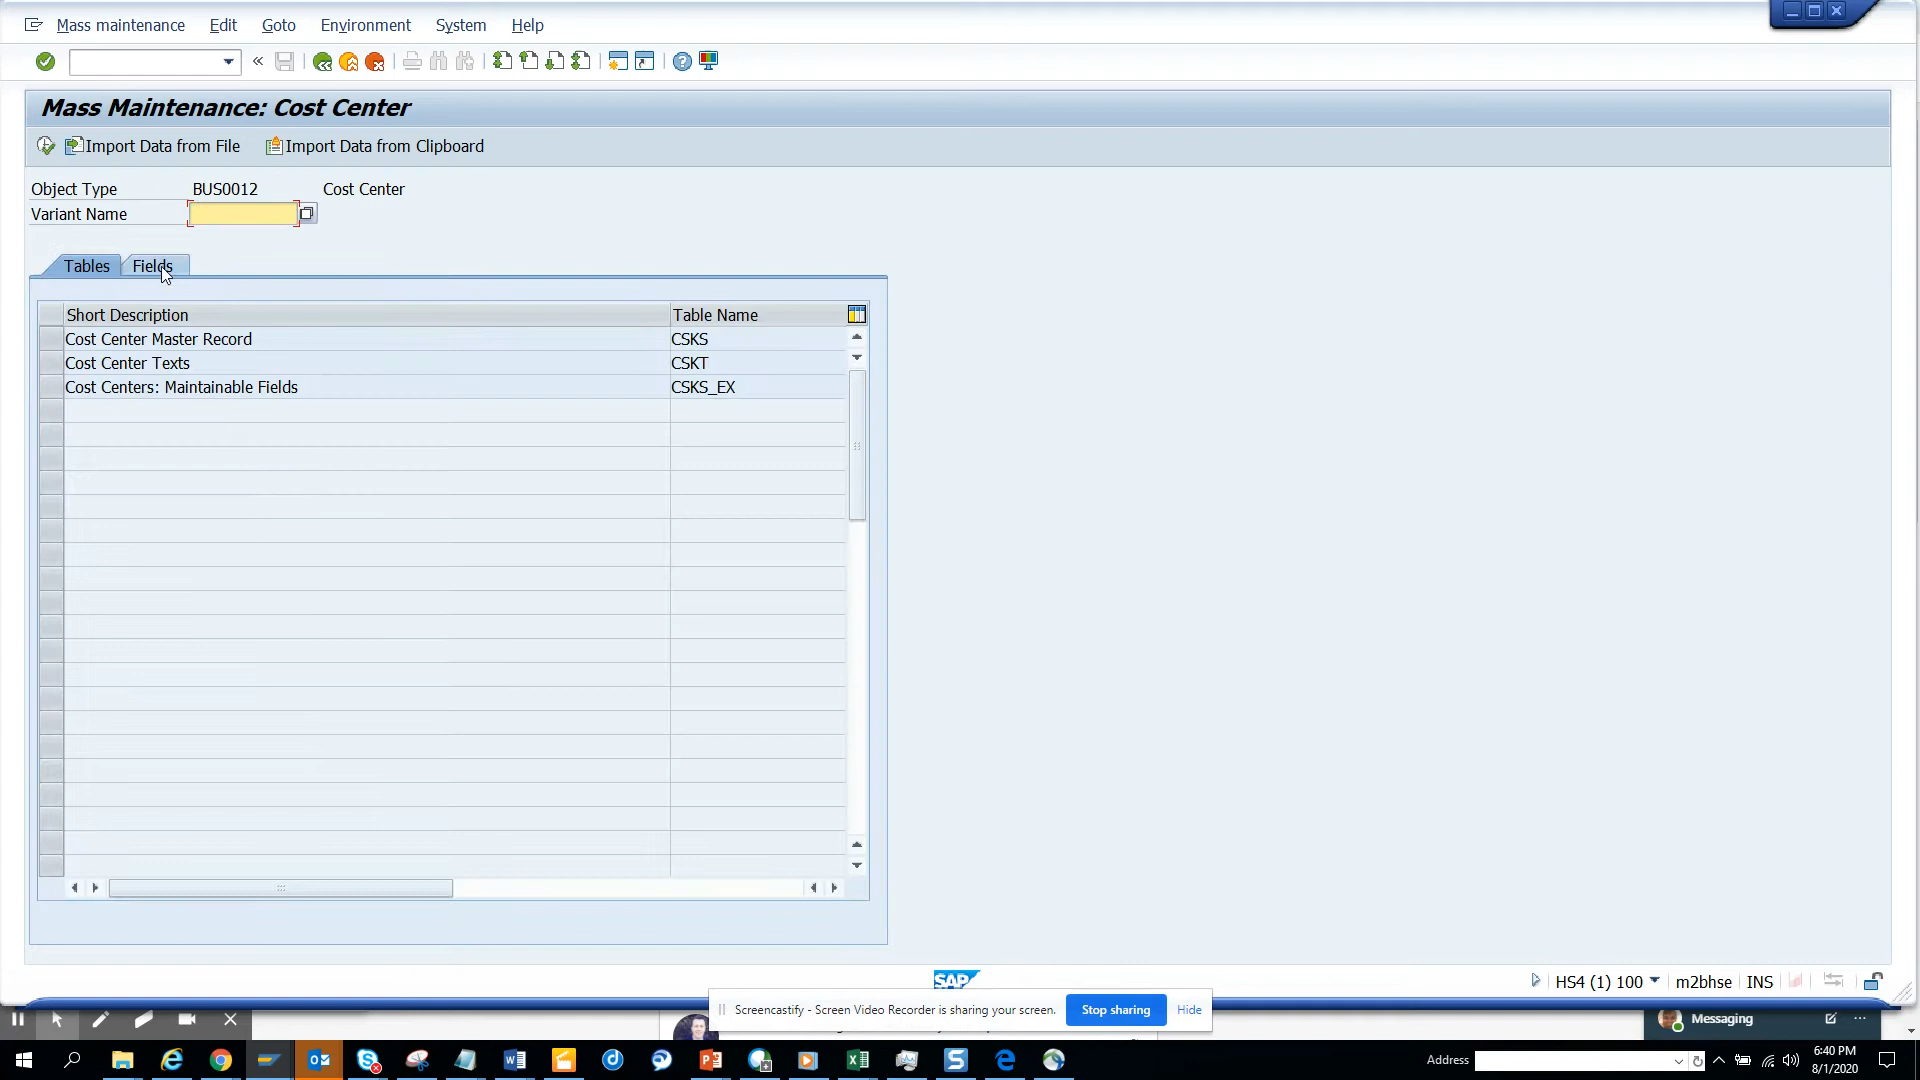 Mass maintenance Edit Goto Environment System Help
Mass Maintenance: Cost Center
Import Data from File Import Data from Clipboard
Object Type BUS0012 Cost Center
Variant Name
Tables Fields
Short Description Table Name
Cost Center Master Record CSKS
Cost Center Texts CSKT
Cost Centers: Maintainable Fields CSKS_EX
SAP
HS4 (1) 100 m2bhse INS
Screencastify - Screen Video Recorder is sharing your screen. Stop sharing Hide
Messaging
Address
6:40 PM
8/1/2020